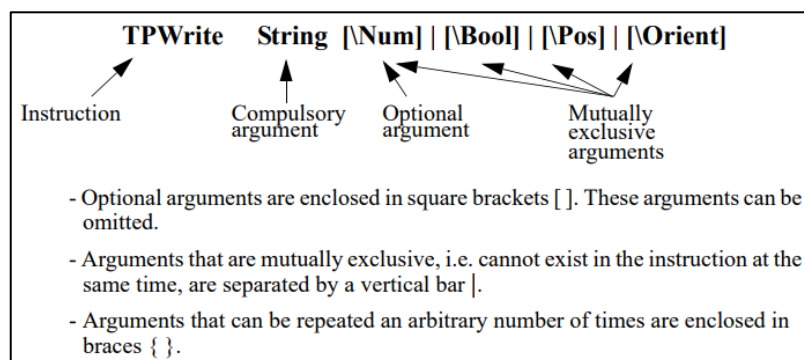 TPWrite String [\Num] | [\Bool] | [\Pos] | [\Orient]
Instruction Compulsory argument Optional argument Mutually exclusive arguments
- Optional arguments are enclosed in square brackets [ ]. These arguments can be
omitted.
- Arguments that are mutually exclusive, i.e. cannot exist in the instruction at the
same time, are separated by a vertical bar |.
- Arguments that can be repeated an arbitrary number of times are enclosed in
braces { }.